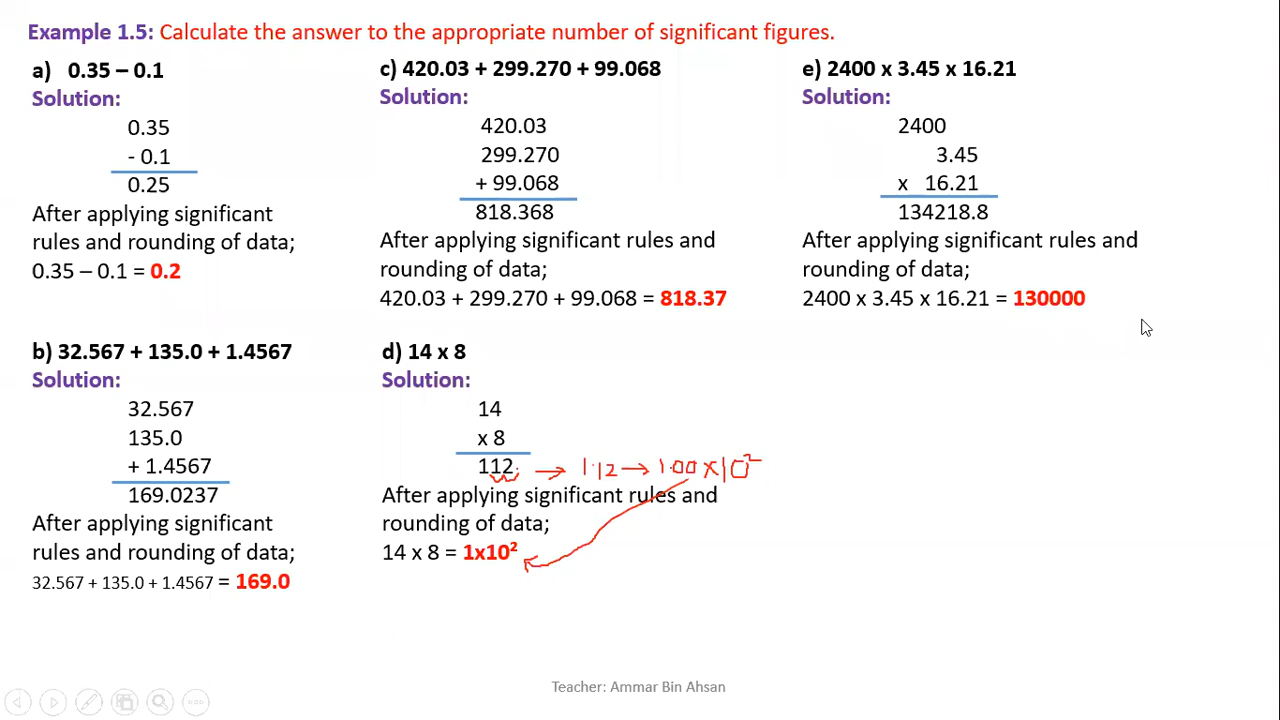 Example 1.5: Calculate the answer to the appropriate number of significant figures.
a) 0.35 – 0.1
Solution:
0.35
- 0.1
0.25
After applying significant
rules and rounding of data;
0.35 – 0.1 = 0.2
b) 32.567 + 135.0 + 1.4567
Solution:
32.567
135.0
+ 1.4567
169.0237
After applying significant
rules and rounding of data;
32.567 + 135.0 + 1.4567 = 169.0
c) 420.03 + 299.270 + 99.068
Solution:
420.03
299.270
+ 99.068
818.368
After applying significant rules and
rounding of data;
420.03 + 299.270 + 99.068 = 818.37
d) 14 x 8
Solution:
14
x 8
112. → 1.12 → 1.00 x 10²
After applying significant rules and
rounding of data;
14 x 8 = 1x10²
e) 2400 x 3.45 x 16.21
Solution:
2400
3.45
x 16.21
134218.8
After applying significant rules and
rounding of data;
2400 x 3.45 x 16.21 = 130000
Teacher: Ammar Bin Ahsan